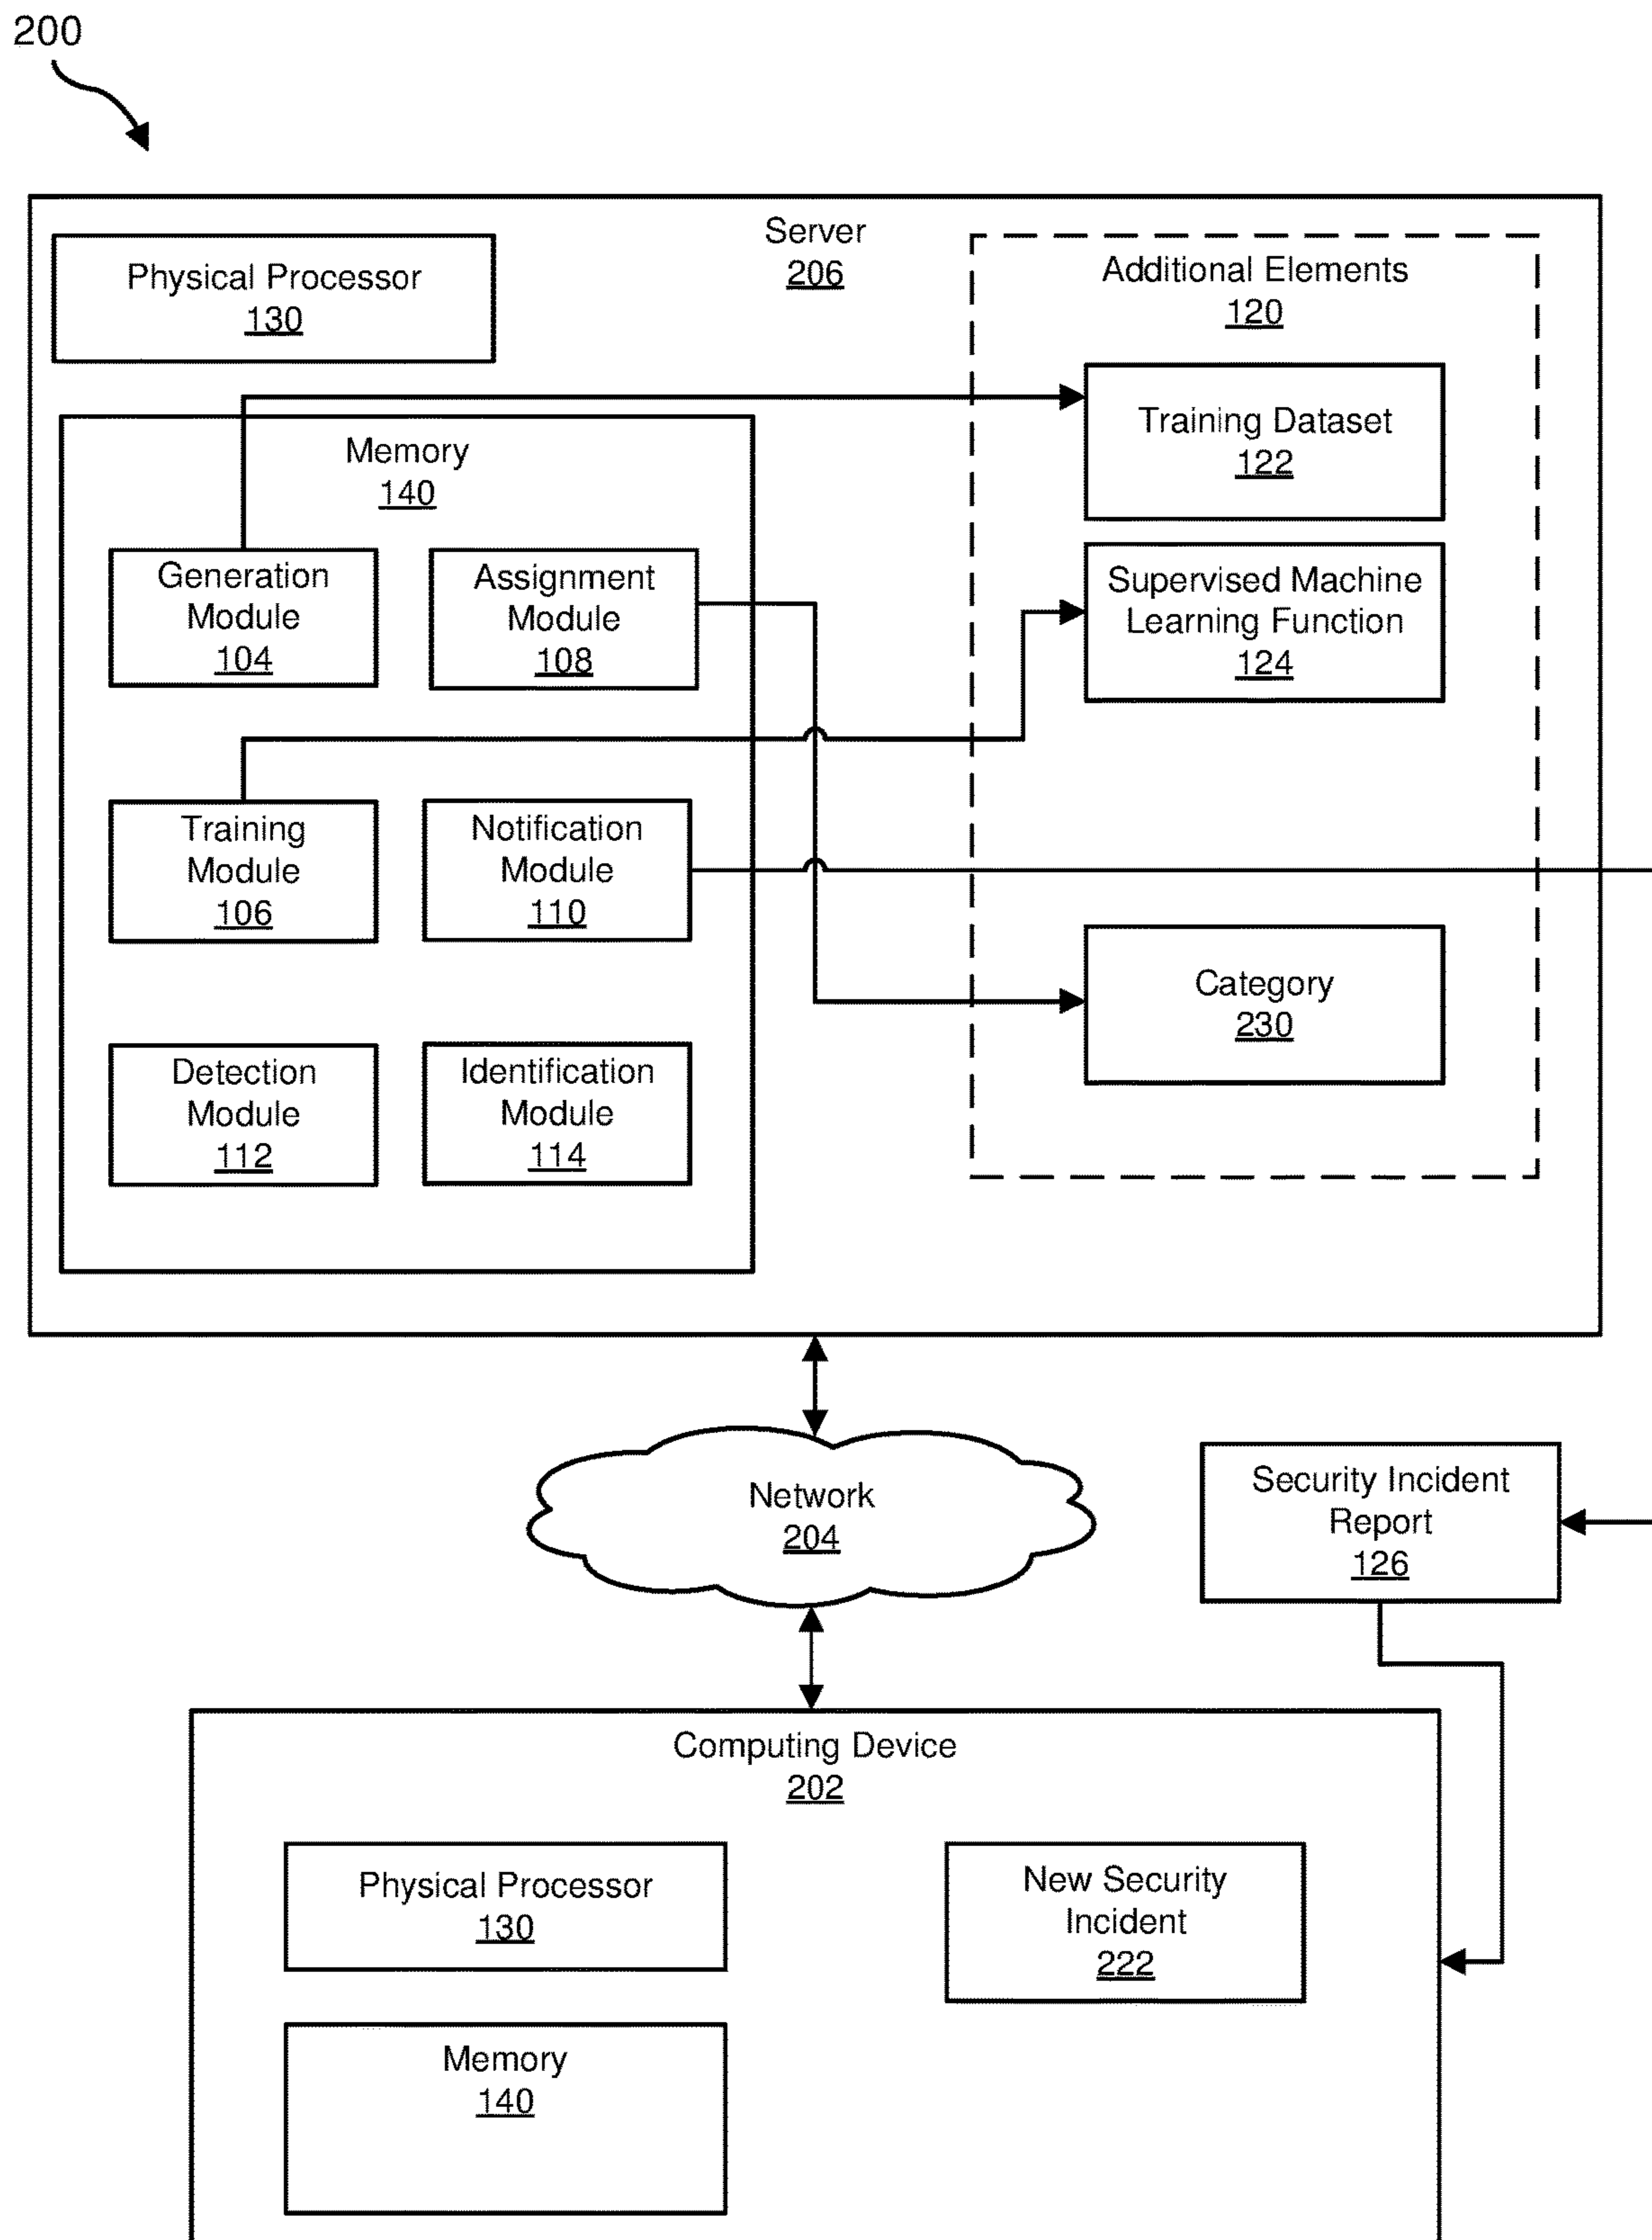 200
Server
206
Physical Processor
130
Additional Elements
120
Training Dataset
122
Memory
140
Generation
Module
104
Assignment
Module
108
Supervised Machine
Learning Function
124
Training
Module
106
Notification
Module
110
Category
230
Detection
Module
112
Identification
Module
114
Network
204
Security Incident
Report
126
Computing Device
202
Physical Processor
130
New Security
Incident
222
Memory
140